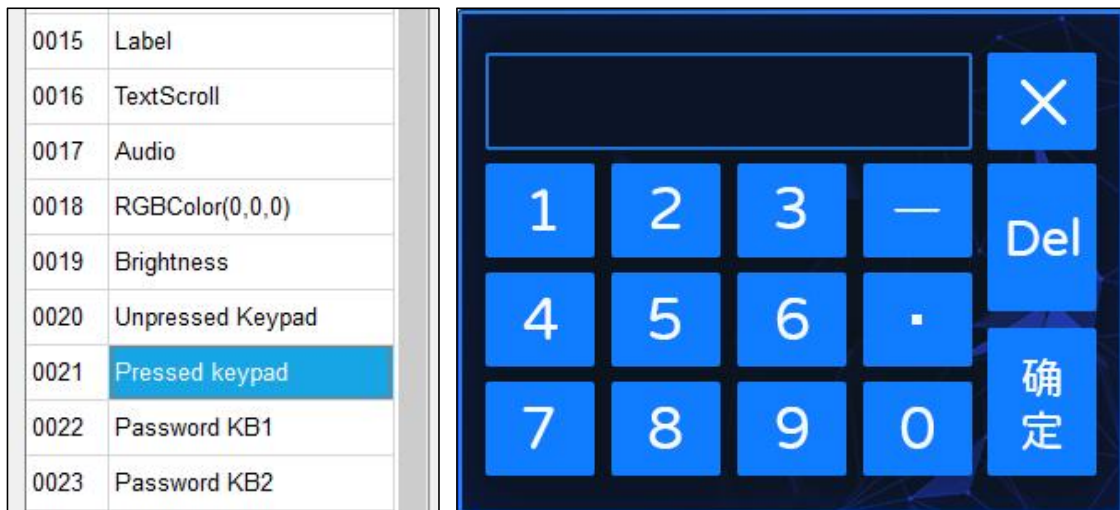 0015 Label
0016 TextScroll
0017 Audio
0018 RGBColor(0,0,0)
0019 Brightness
0020 Unpressed Keypad
0021 Pressed keypad
0022 Password KB1
0023 Password KB2
×
1 2 3 — Del
4 5 6 .
确
定
7 8 9 0